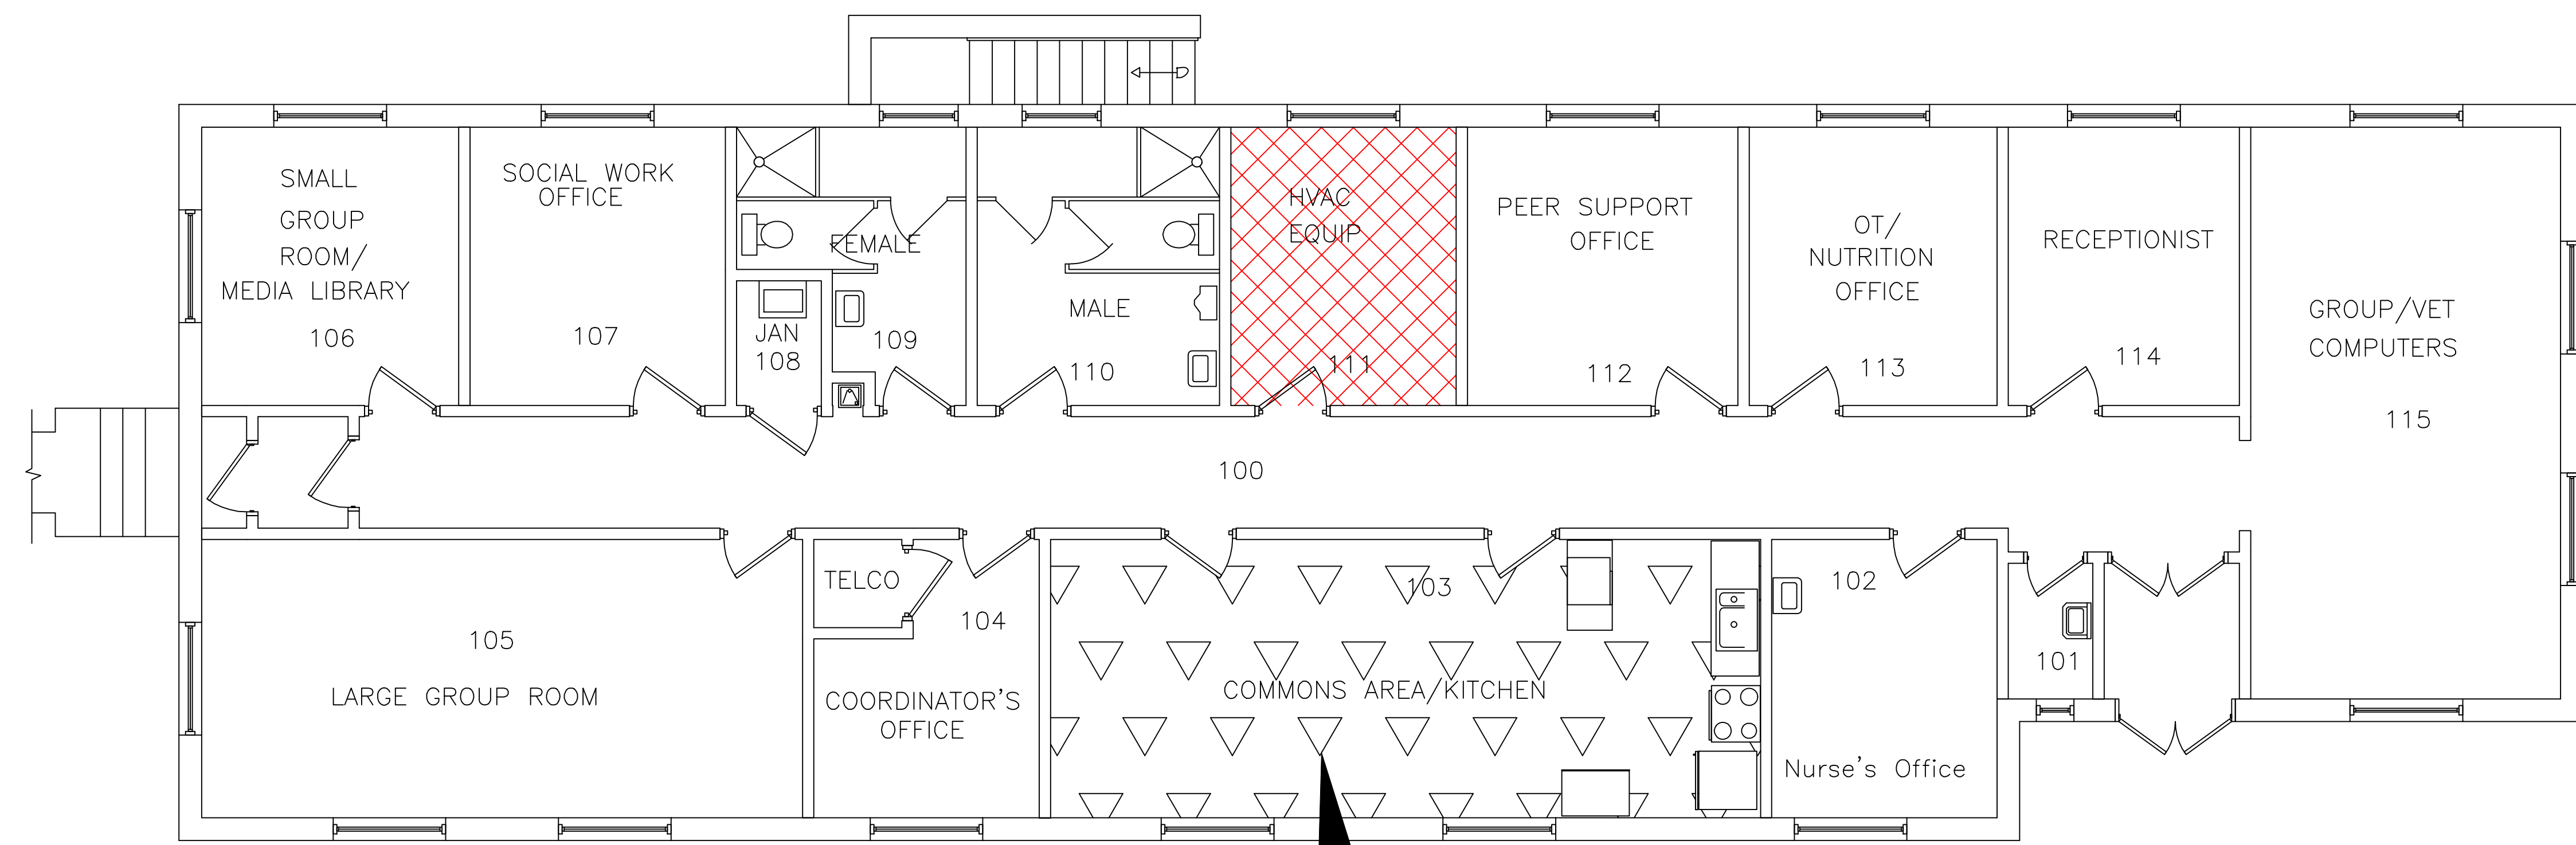 SMALL
GROUP
ROOM/
MEDIA LIBRARY
106
SOCIAL WORK
OFFICE
107
JAN
108
FEMALE
109
MALE
110
HVAC
EQUIP
111
PEER SUPPORT
OFFICE
112
OT/
NUTRITION
OFFICE
113
RECEPTIONIST
114
GROUP/VET
COMPUTERS
115
100
105
LARGE GROUP ROOM
TELCO
104
COORDINATOR'S
OFFICE
103
COMMONS AREA/KITCHEN
102
Nurse's Office
101